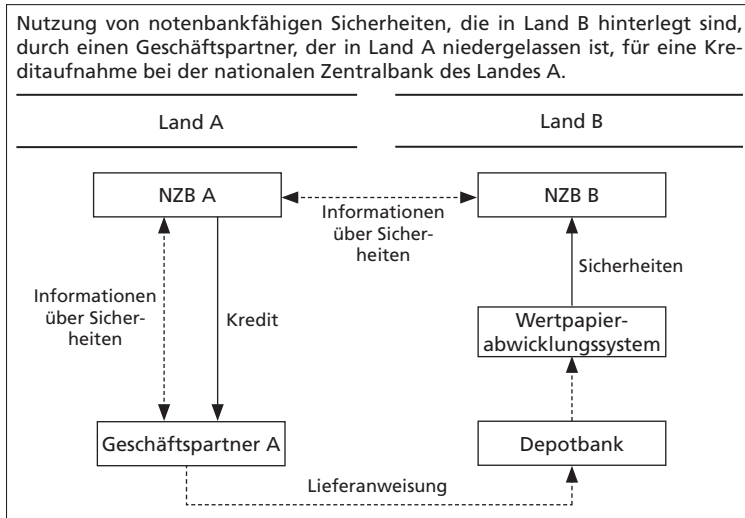 Nutzung von notenbankfähigen Sicherheiten, die in Land B hinterlegt sind,
durch einen Geschäftspartner, der in Land A niedergelassen ist, für eine Kre-
ditaufnahme bei der nationalen Zentralbank des Landes A.
Land A
Land B
NZB A
NZB B
Informationen
über Sicher-
heiten
Sicherheiten
Informationen
über Sicher-
heiten
Kredit
Wertpapier-
abwicklungssystem
Geschäftspartner A
Depotbank
Lieferanweisung